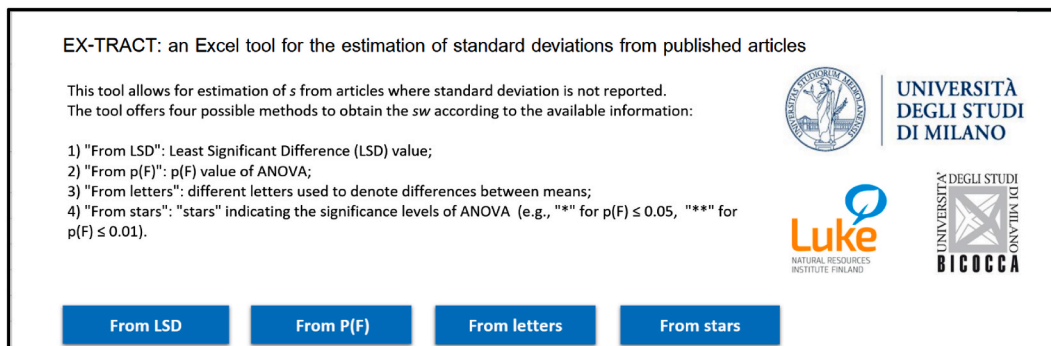 EX-TRACT: an Excel tool for the estimation of standard deviations from published articles
This tool allows for estimation of s from articles where standard deviation is not reported.
The tool offers four possible methods to obtain the sw according to the available information:
1) "From LSD": Least Significant Difference (LSD) value;
2) "From p(F)": p(F) value of ANOVA;
3) "From letters": different letters used to denote differences between means;
4) "From stars": "stars" indicating the significance levels of ANOVA (e.g., "*" for p(F) ≤ 0.05, "**" for
p(F) ≤ 0.01).
UNIVERSITÀ
DEGLI STUDI
DI MILANO
Luke
NATURAL RESOURCES
INSTITUTE FINLAND
UNIVERSITÀ DEGLI STUDI DI MILANO
BICOCCA
From LSD
From P(F)
From letters
From stars